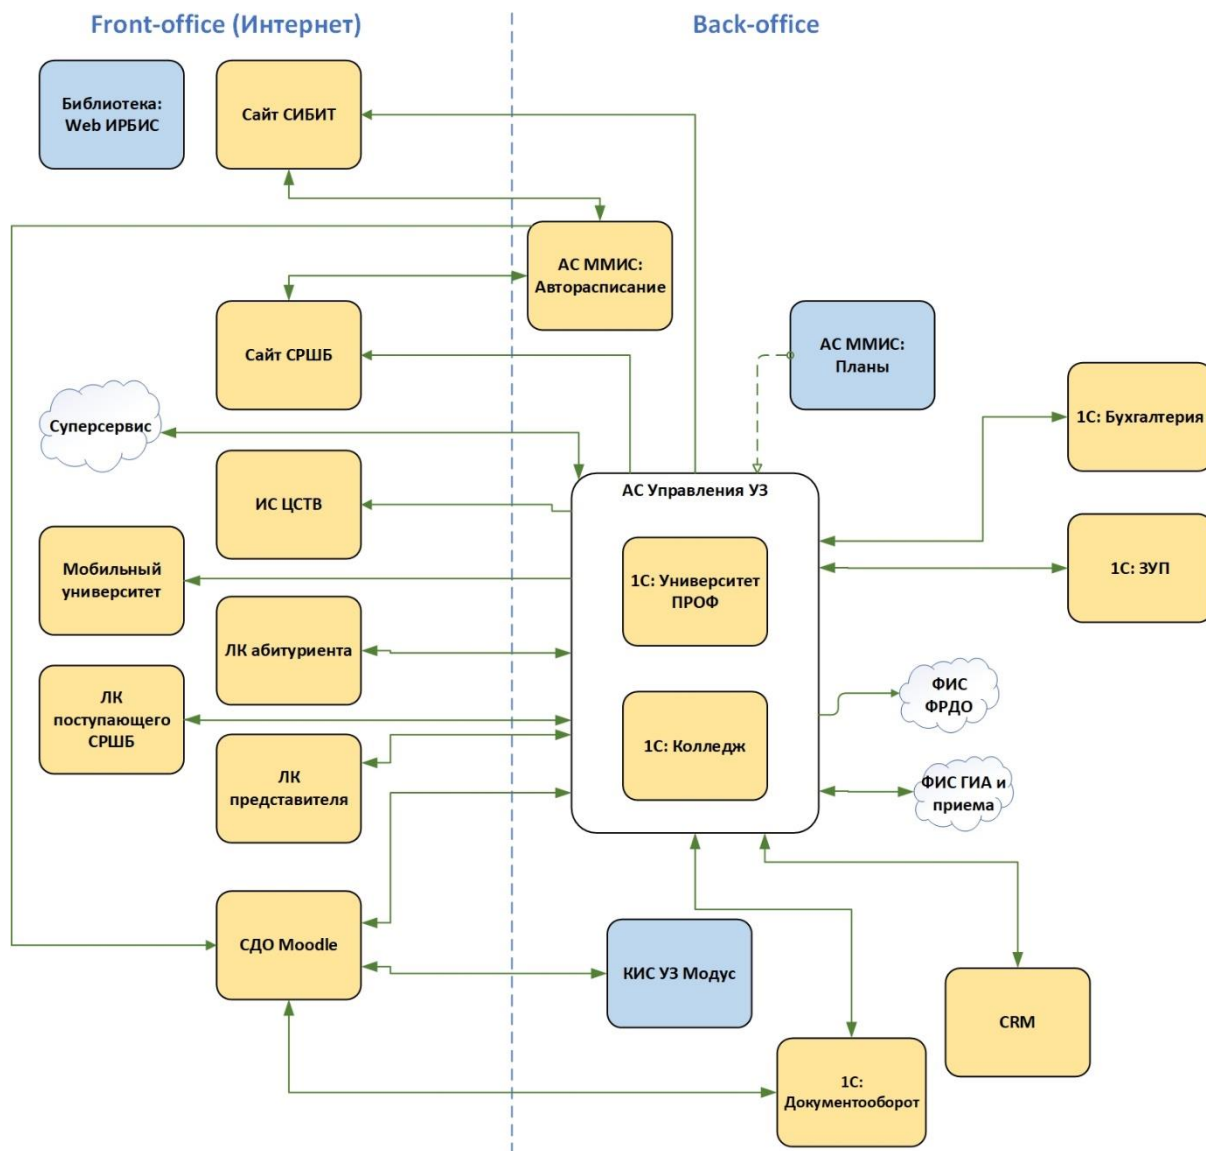 Front-office (Интернет)
Back-office
Библиотека:
Web ИРБИС
Сайт СИБИТ
АС ММИС:
Авторасписание
Сайт СРШБ
АС ММИС:
Планы
1С: Бухгалтерия
Суперсервис
ИС ЦСТВ
АС Управления УЗ
Мобильный
университет
1С: Университет
ПРОФ
1С: ЗУП
ЛК абитуриента
ЛК
поступающего
СРШБ
ФИС
ФРДО
1С: Колледж
ЛК
представителя
ФИС ГИА и
приема
СДО Moodle
КИС УЗ Модус
CRM
1С:
Документооборот